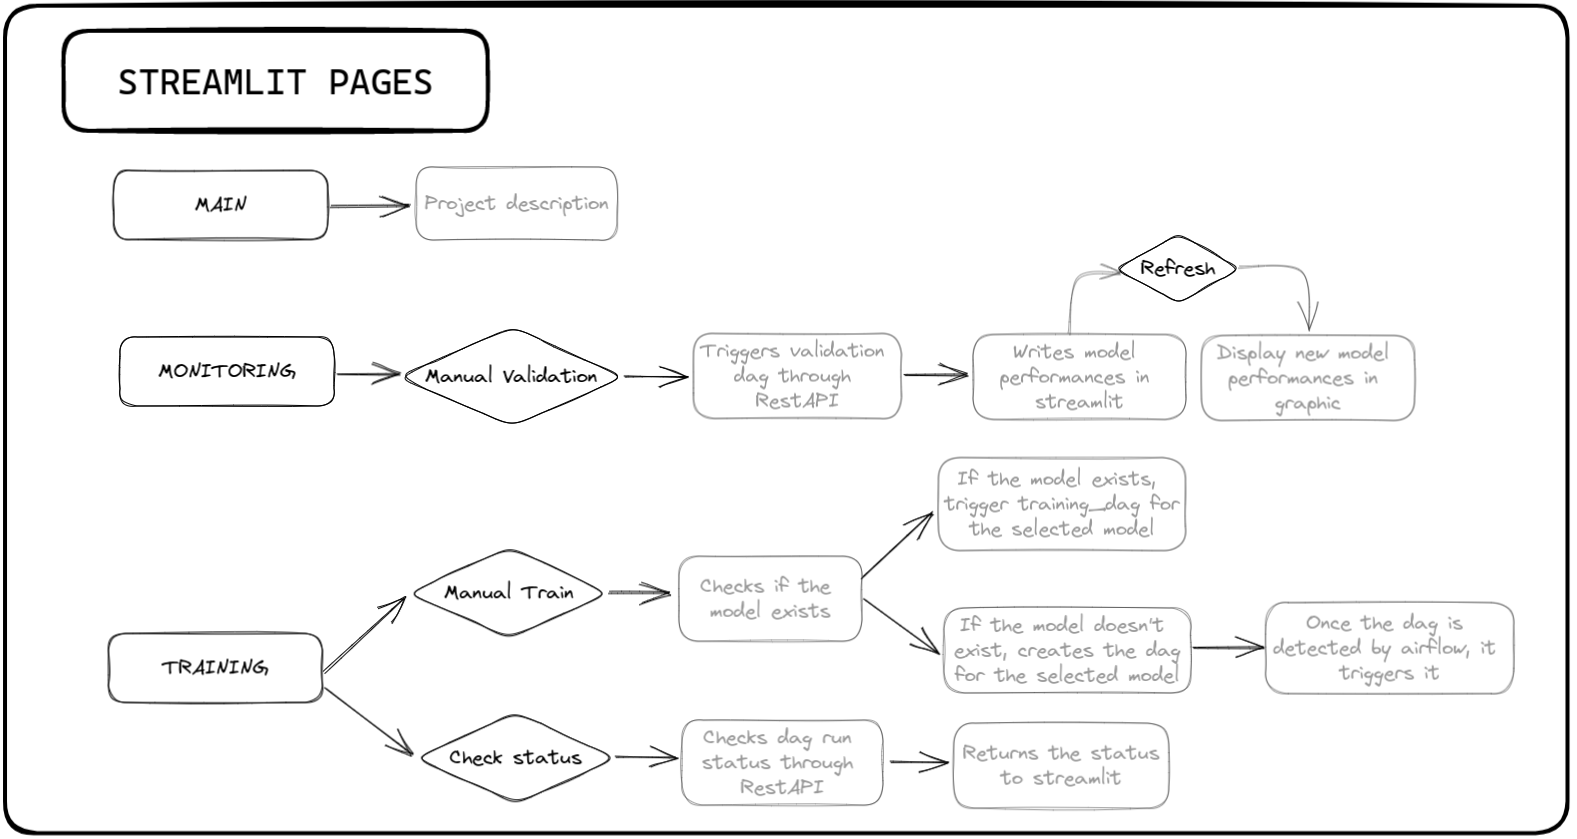 STREAMLIT PAGES
MAIN
Project description
Refresh
MONITORING
Manual Validation
Triggers validation
dag through
RestAPI
Writes model
performances in
streamlit
Display new model
performances in
graphic
If the model exists,
trigger training_dag for
the selected model
Manual Train
Checks if the
model exists
If the model doesn't
exist, creates the dag
for the selected model
Once the dag is
detected by airflow, it
triggers it
TRAINING
Check status
Checks dag run
status through
RestAPI
Returns the status
to streamlit